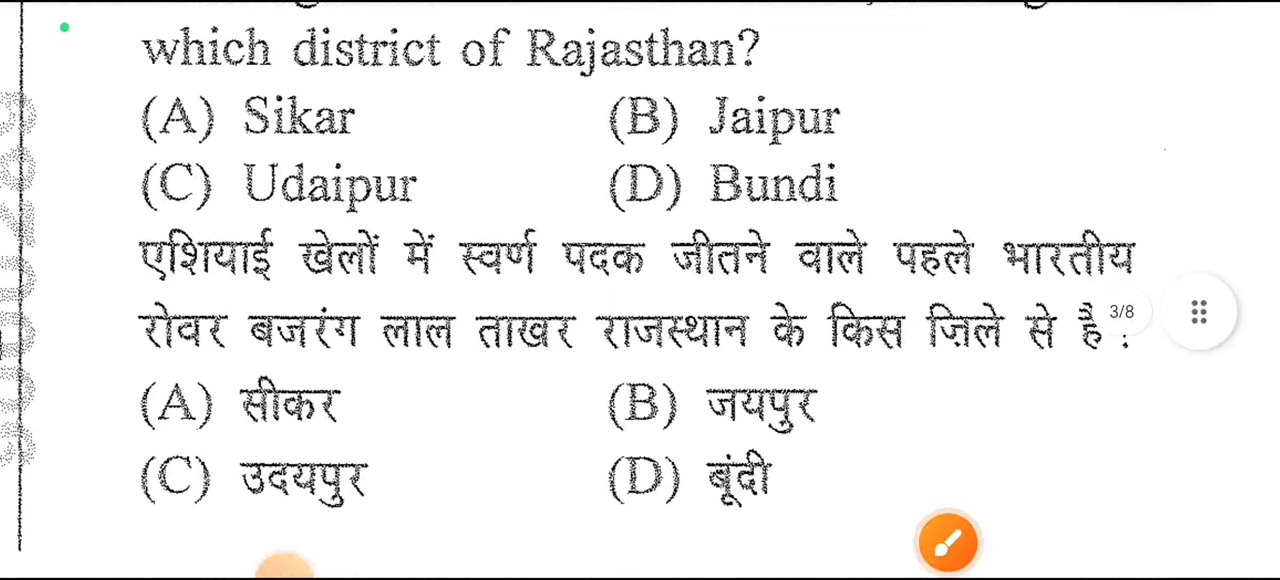 which district of Rajasthan?
(A) Sikar (B) Jaipur
(C) Udaipur (D) Bundi
एशियाई खेलों में स्वर्ण पदक जीतने वाले पहले भारतीय
रोवर बजरंग लाल ताखर राजस्थान के किस ज़िले से है
3/8
(A) सीकर (B) जयपुर
(C) उदयपुर (D) बूंदी